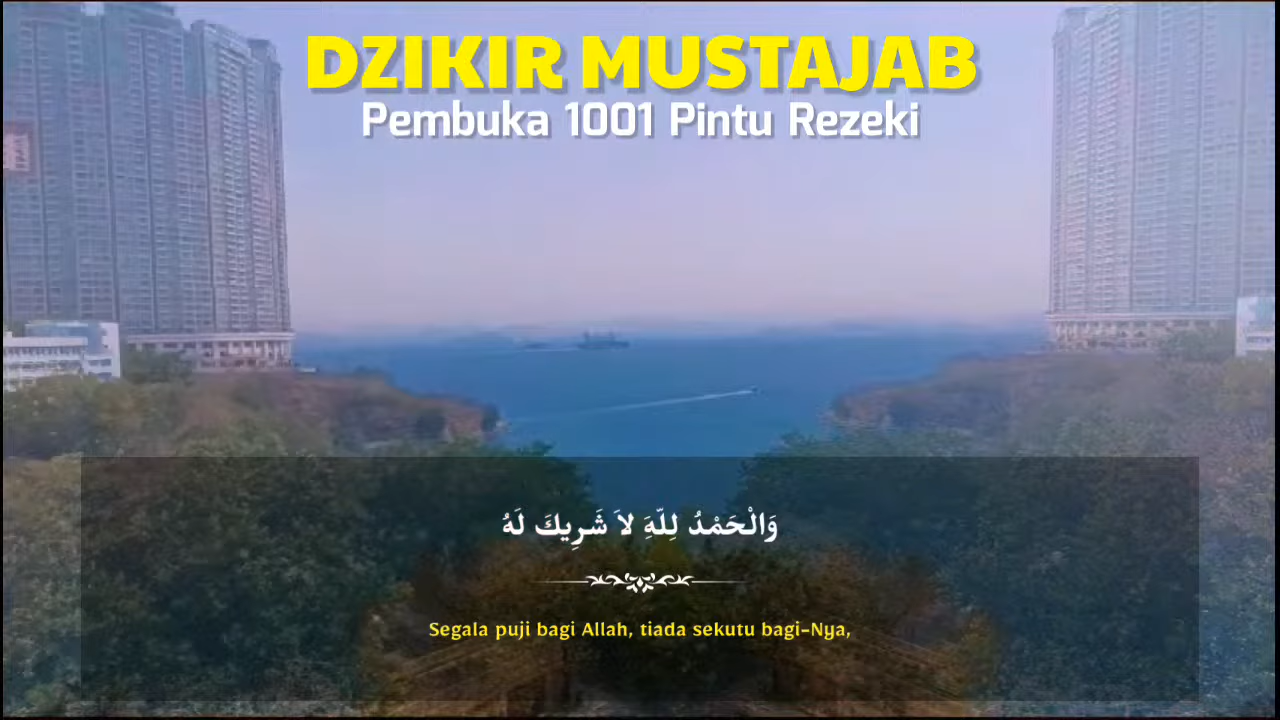 DZIKIR MUSTAJAB
Pembuka 1001 Pintu Rezeki
وَالْحَمْدُ لِلّهَِ لاَ شَرِيكَ لَهُ
Segala puji bagi Allah, tiada sekutu bagi-Nya,